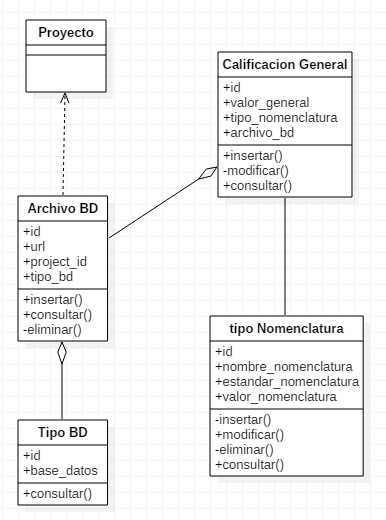 Proyecto
Calificacion General
+id
+valor_general
+tipo_nomenclatura
+archivo_bd
+insertar()
-modificar()
+consultar()
Archivo BD
+id
+url
+project_id
+tipo_bd
+insertar()
+consultar()
-eliminar()
tipo Nomenclatura
+id
+nombre_nomenclatura
+estandar_nomenclatura
+valor_nomenclatura
-insertar()
+modificar()
-eliminar()
+consultar()
Tipo BD
+id
+base_datos
+consultar()